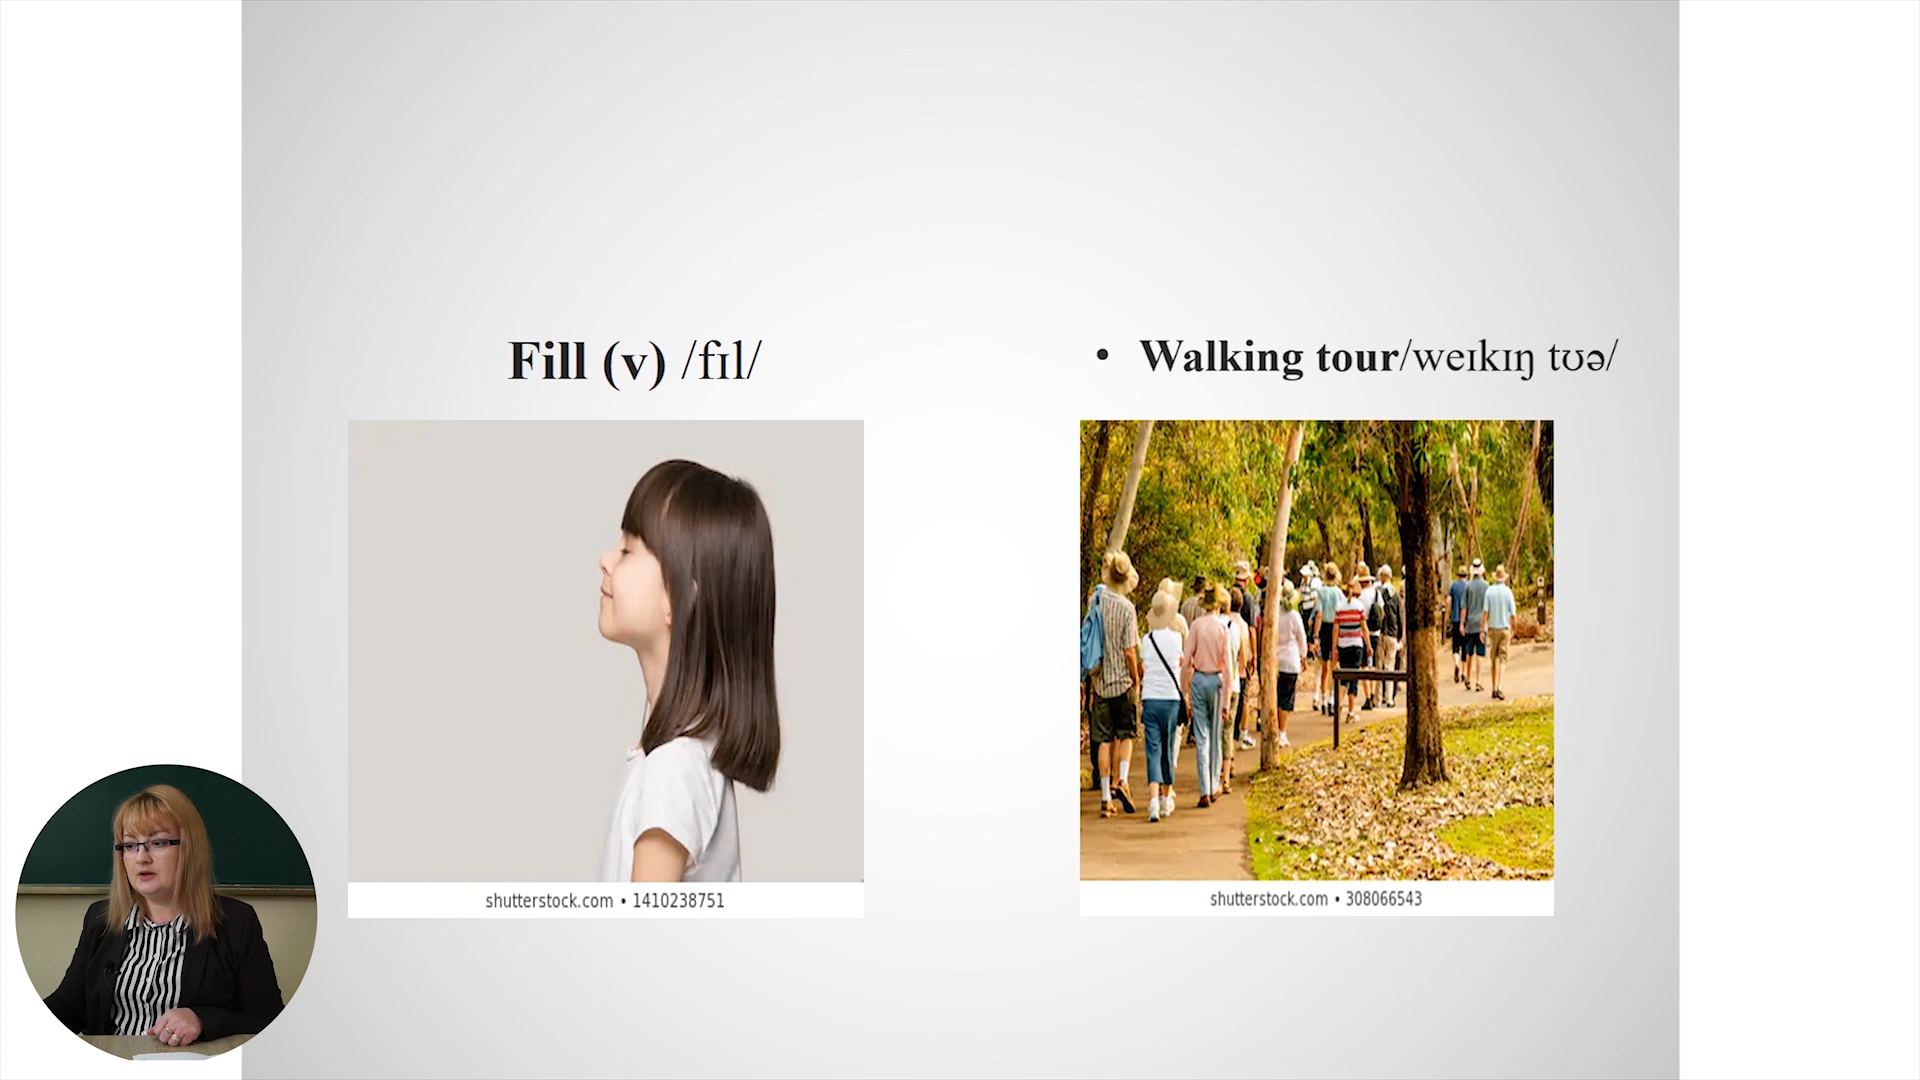 Fill (v) /fɪl/
• Walking tour/weɪkɪŋ tʊə/
shutterstock.com • 1410238751
shutterstock.com • 308066543